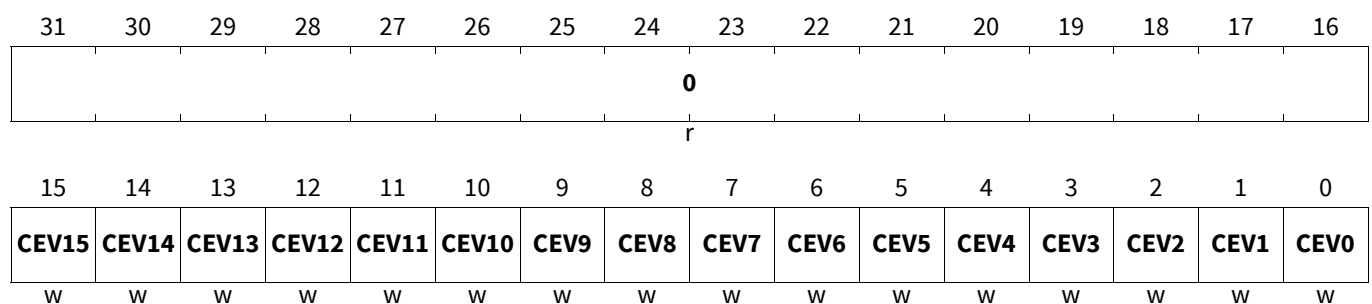 31 30 29 28 27 26 25 24 23 22 21 20 19 18 17 16
0
r
15 14 13 12 11 10 9 8 7 6 5 4 3 2 1 0
CEV15 CEV14 CEV13 CEV12 CEV11 CEV10 CEV9 CEV8 CEV7 CEV6 CEV5 CEV4 CEV3 CEV2 CEV1 CEV0
w w w w w w w w w w w w w w w w